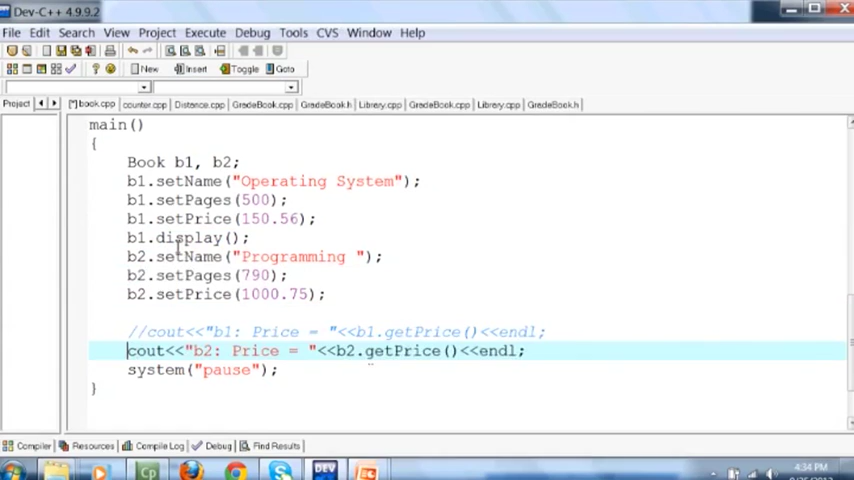 Dev-C++ 4.9.9.2
File Edit Search View Project Execute Debug Tools CVS Window Help
New Insert Toggle Goto
Project [*] book.cpp counter.cpp Distance.cpp GradeBook.cpp GradeBook.h Library.cpp GradeBook.cpp Library.cpp GradeBook.h
main()
{
Book b1, b2;
b1.setName("Operating System");
b1.setPages(500);
b1.setPrice(150.56);
b1.display();
b2.setName("Programming ");
b2.setPages(790);
b2.setPrice(1000.75);
//cout<<"b1: Price = "<<b1.getPrice()<<endl;
cout<<"b2: Price = "<<b2.getPrice()<<endl;
system("pause");
}
Compiler Resources Compile Log Debug Find Results
Cp DEV 4:34 PM